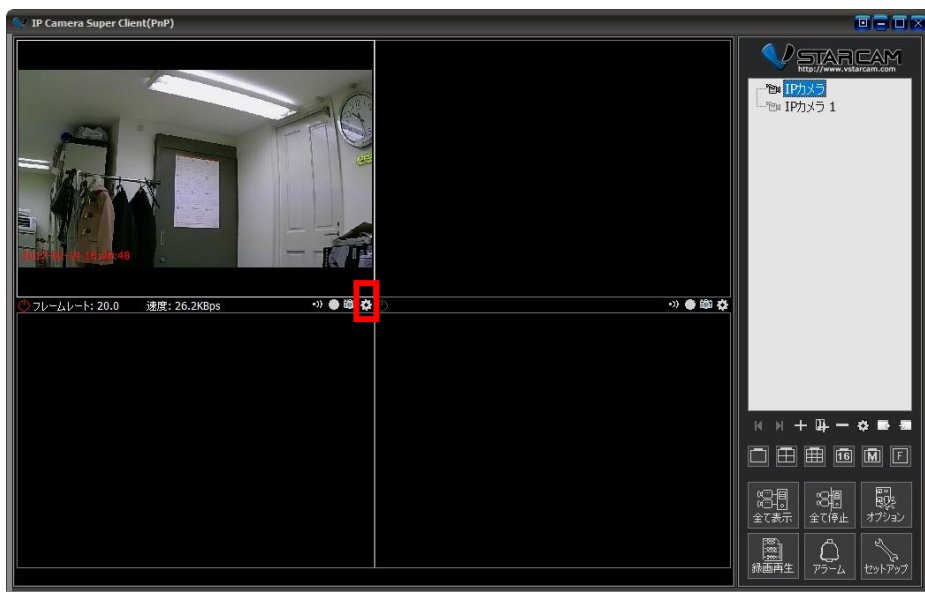 IP Camera Super Client(PnP)
VSTARCAM
http://www.vstarcam.com
IPカメラ
IPカメラ 1
フレームレート: 20.0 速度: 26.2KBps
16 M F
全て表示 全て停止 オプション
録画再生 アラーム セットアップ